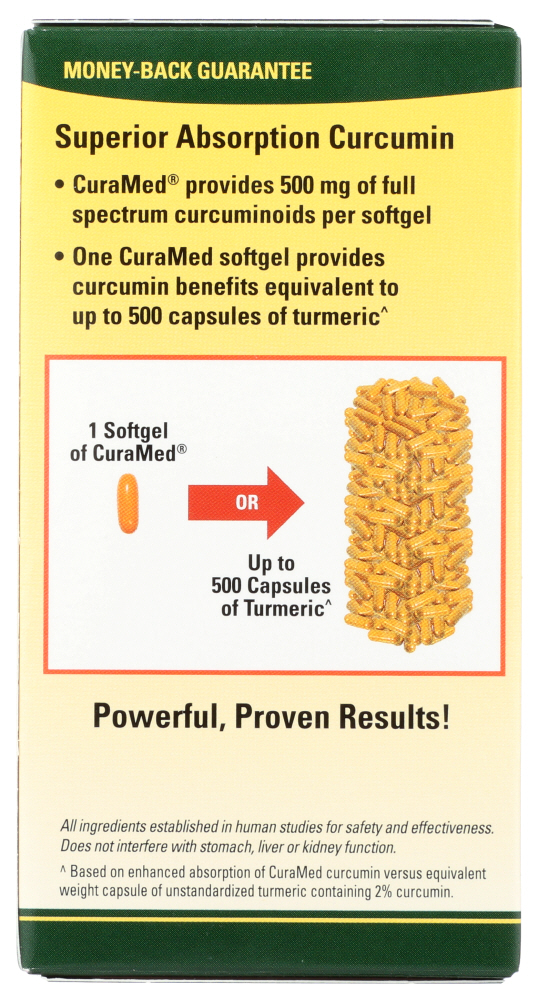 MONEY-BACK GUARANTEE
Superior Absorption Curcumin
• CuraMed® provides 500 mg of full
spectrum curcuminoids per softgel
• One CuraMed softgel provides
curcumin benefits equivalent to
up to 500 capsules of turmeric^
1 Softgel
of CuraMed®
OR
Up to
500 Capsules
of Turmeric^
Powerful, Proven Results!
All ingredients established in human studies for safety and effectiveness.
Does not interfere with stomach, liver or kidney function.
^ Based on enhanced absorption of CuraMed curcumin versus equivalent
weight capsule of unstandardized turmeric containing 2% curcumin.